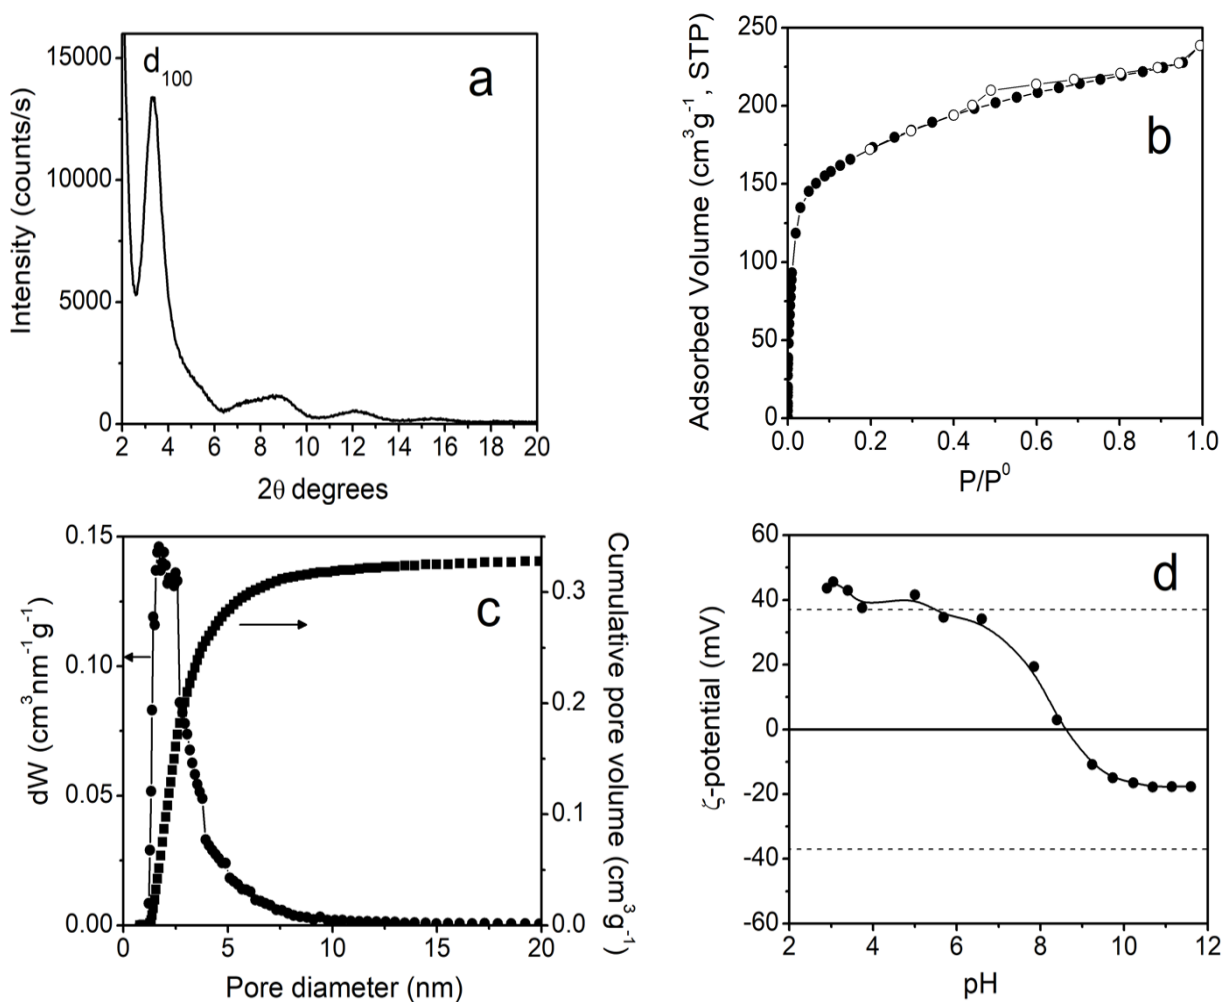 a
d100
Intensity (counts/s)
15000
10000
5000
0
2 4 6 8 10 12 14 16 18 20
2θ degrees
b
Adsorbed Volume (cm³g⁻¹, STP)
250
200
150
100
50
0
0.0 0.2 0.4 0.6 0.8 1.0
P/P⁰
c
dW (cm³nm⁻¹g⁻¹)
0.15
0.10
0.05
0.00
0 5 10 15 20
Pore diameter (nm)
Cumulative pore volume (cm³g⁻¹)
0.3
0.2
0.1
0.0
d
ζ-potential (mV)
60
40
20
0
-20
-40
-60
2 4 6 8 10 12
pH